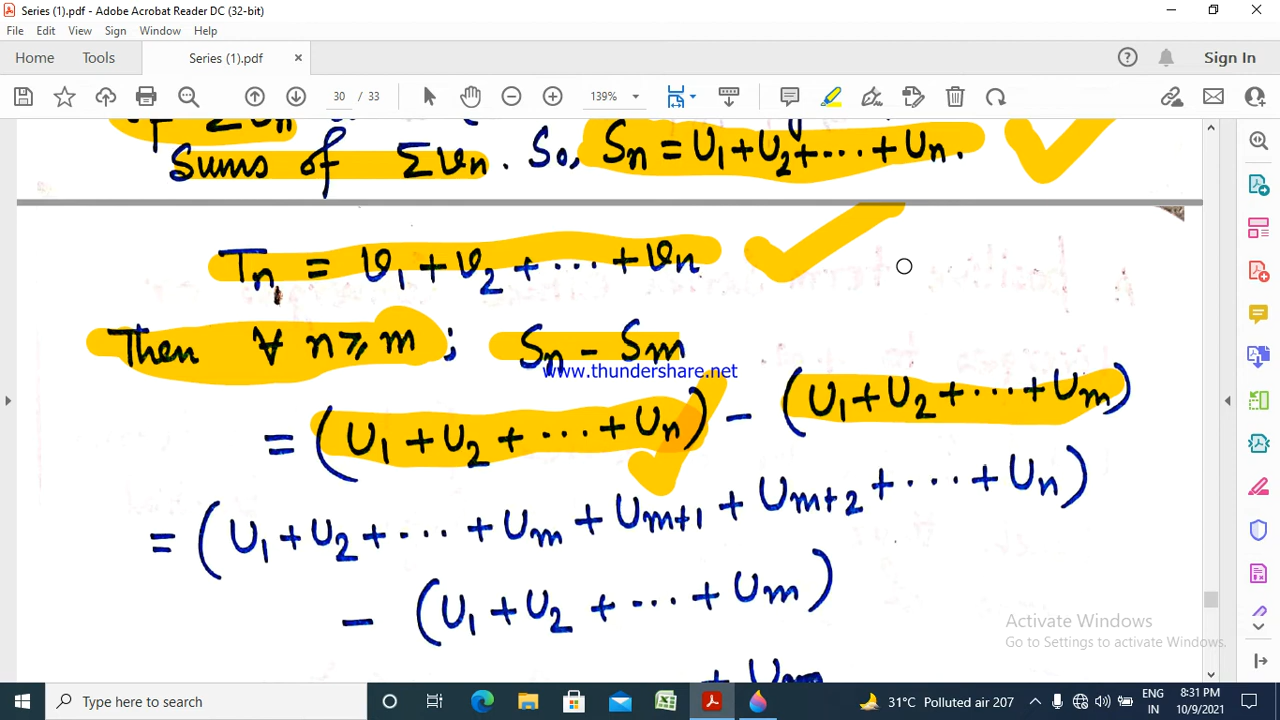 Series (1).pdf - Adobe Acrobat Reader DC (32-bit)
File Edit View Sign Window Help
Home Tools Series (1).pdf × Sign In
30 / 33 139%
Sums of Σvn. So, Sn = U1+U2+...+Un.
Tn = v1+v2+...+vn
Then ∀ n≥m; Sn - Sm
www.thundershare.net
= (U1+U2+...+Un) - (U1+U2+...+Um)
= (U1+U2+...+Um+Um+1+Um+2+...+Un)
- (U1+U2+...+Um)
Activate Windows
Go to Settings to activate Windows.
Type here to search
31°C Polluted air 207
ENG
IN
8:31 PM
10/9/2021